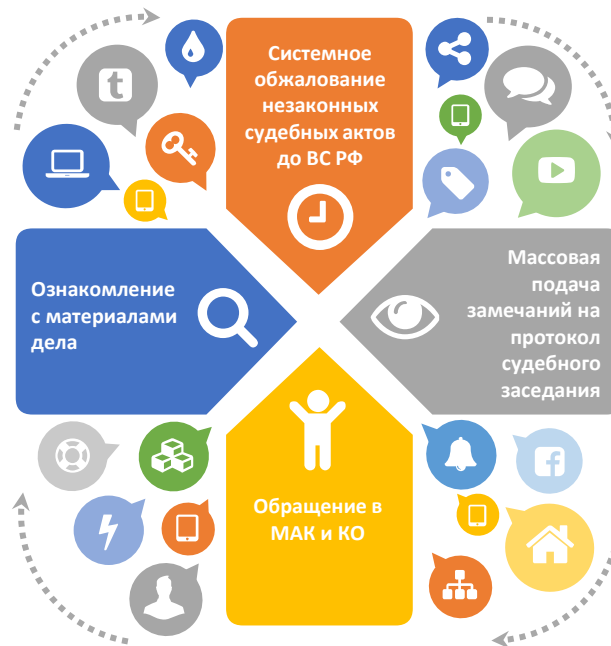 Системное
обжалование
незаконных
судебных актов
до ВС РФ
Ознакомление
с материалами
дела
Массовая
подача
замечаний на
протокол
судебного
заседания
Обращение в
МАК и КО